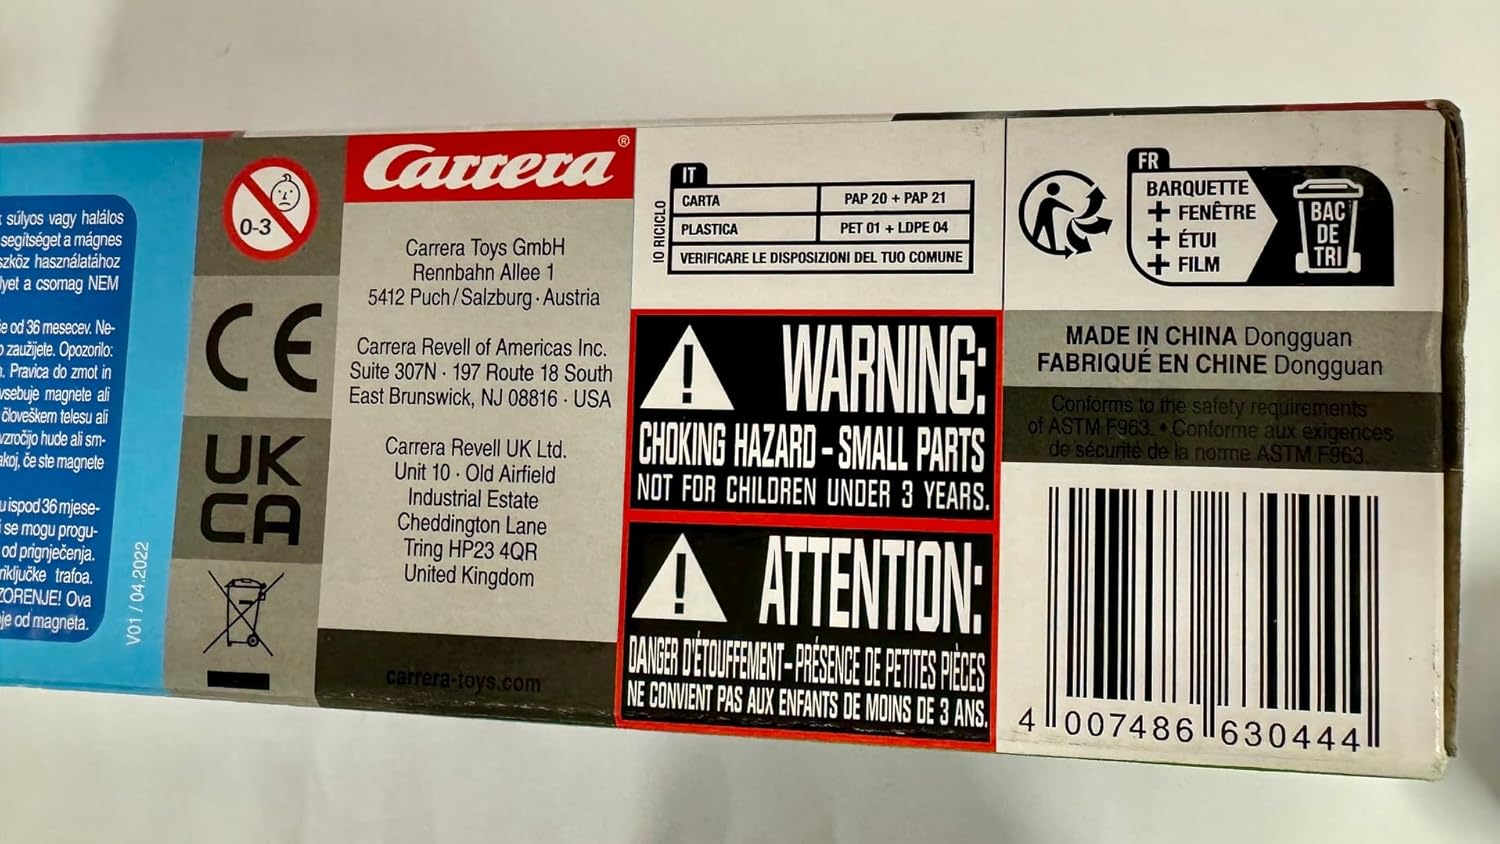 súlyos vagy halálos
segítséget a mágnes
használatához
a csomag NEM
od 36 mesecev. Ne-
zaužijete. Opozorilo:
Pravica do zmot in
vsebuje magnete ali
človeškem telesu ali
vzročijo hude ali sm-
če ste magnete
ispod 36 mjese-
se mogu progu-
od prignječenja.
trafoa.
Ova
od magneta.
V01 / 04.2022
0-3
CE
UK
CA
Carrera®
Carrera Toys GmbH
Rennbahn Allee 1
5412 Puch/Salzburg · Austria
Carrera Revell of Americas Inc.
Suite 307N · 197 Route 18 South
East Brunswick, NJ 08816 · USA
Carrera Revell UK Ltd.
Unit 10 · Old Airfield
Industrial Estate
Cheddington Lane
Tring HP23 4QR
United Kingdom
carrera-toys.com
IO RICICLO
IT
CARTA PAP 20 + PAP 21
PLASTICA PET 01 + LDPE 04
VERIFICARE LE DISPOSIZIONI DEL TUO COMUNE
WARNING:
CHOKING HAZARD – SMALL PARTS
NOT FOR CHILDREN UNDER 3 YEARS.
ATTENTION:
DANGER D'ÉTOUFFEMENT – PRÉSENCE DE PETITES PIÈCES
NE CONVIENT PAS AUX ENFANTS DE MOINS DE 3 ANS.
FR
BARQUETTE
+ FENÊTRE
+ ÉTUI
+ FILM
BAC
DE
TRI
MADE IN CHINA Dongguan
FABRIQUÉ EN CHINE Dongguan
Conforms to the safety requirements
of ASTM F963. • Conforme aux exigences
de sécurité de la norme ASTM F963.
4 007486 630444